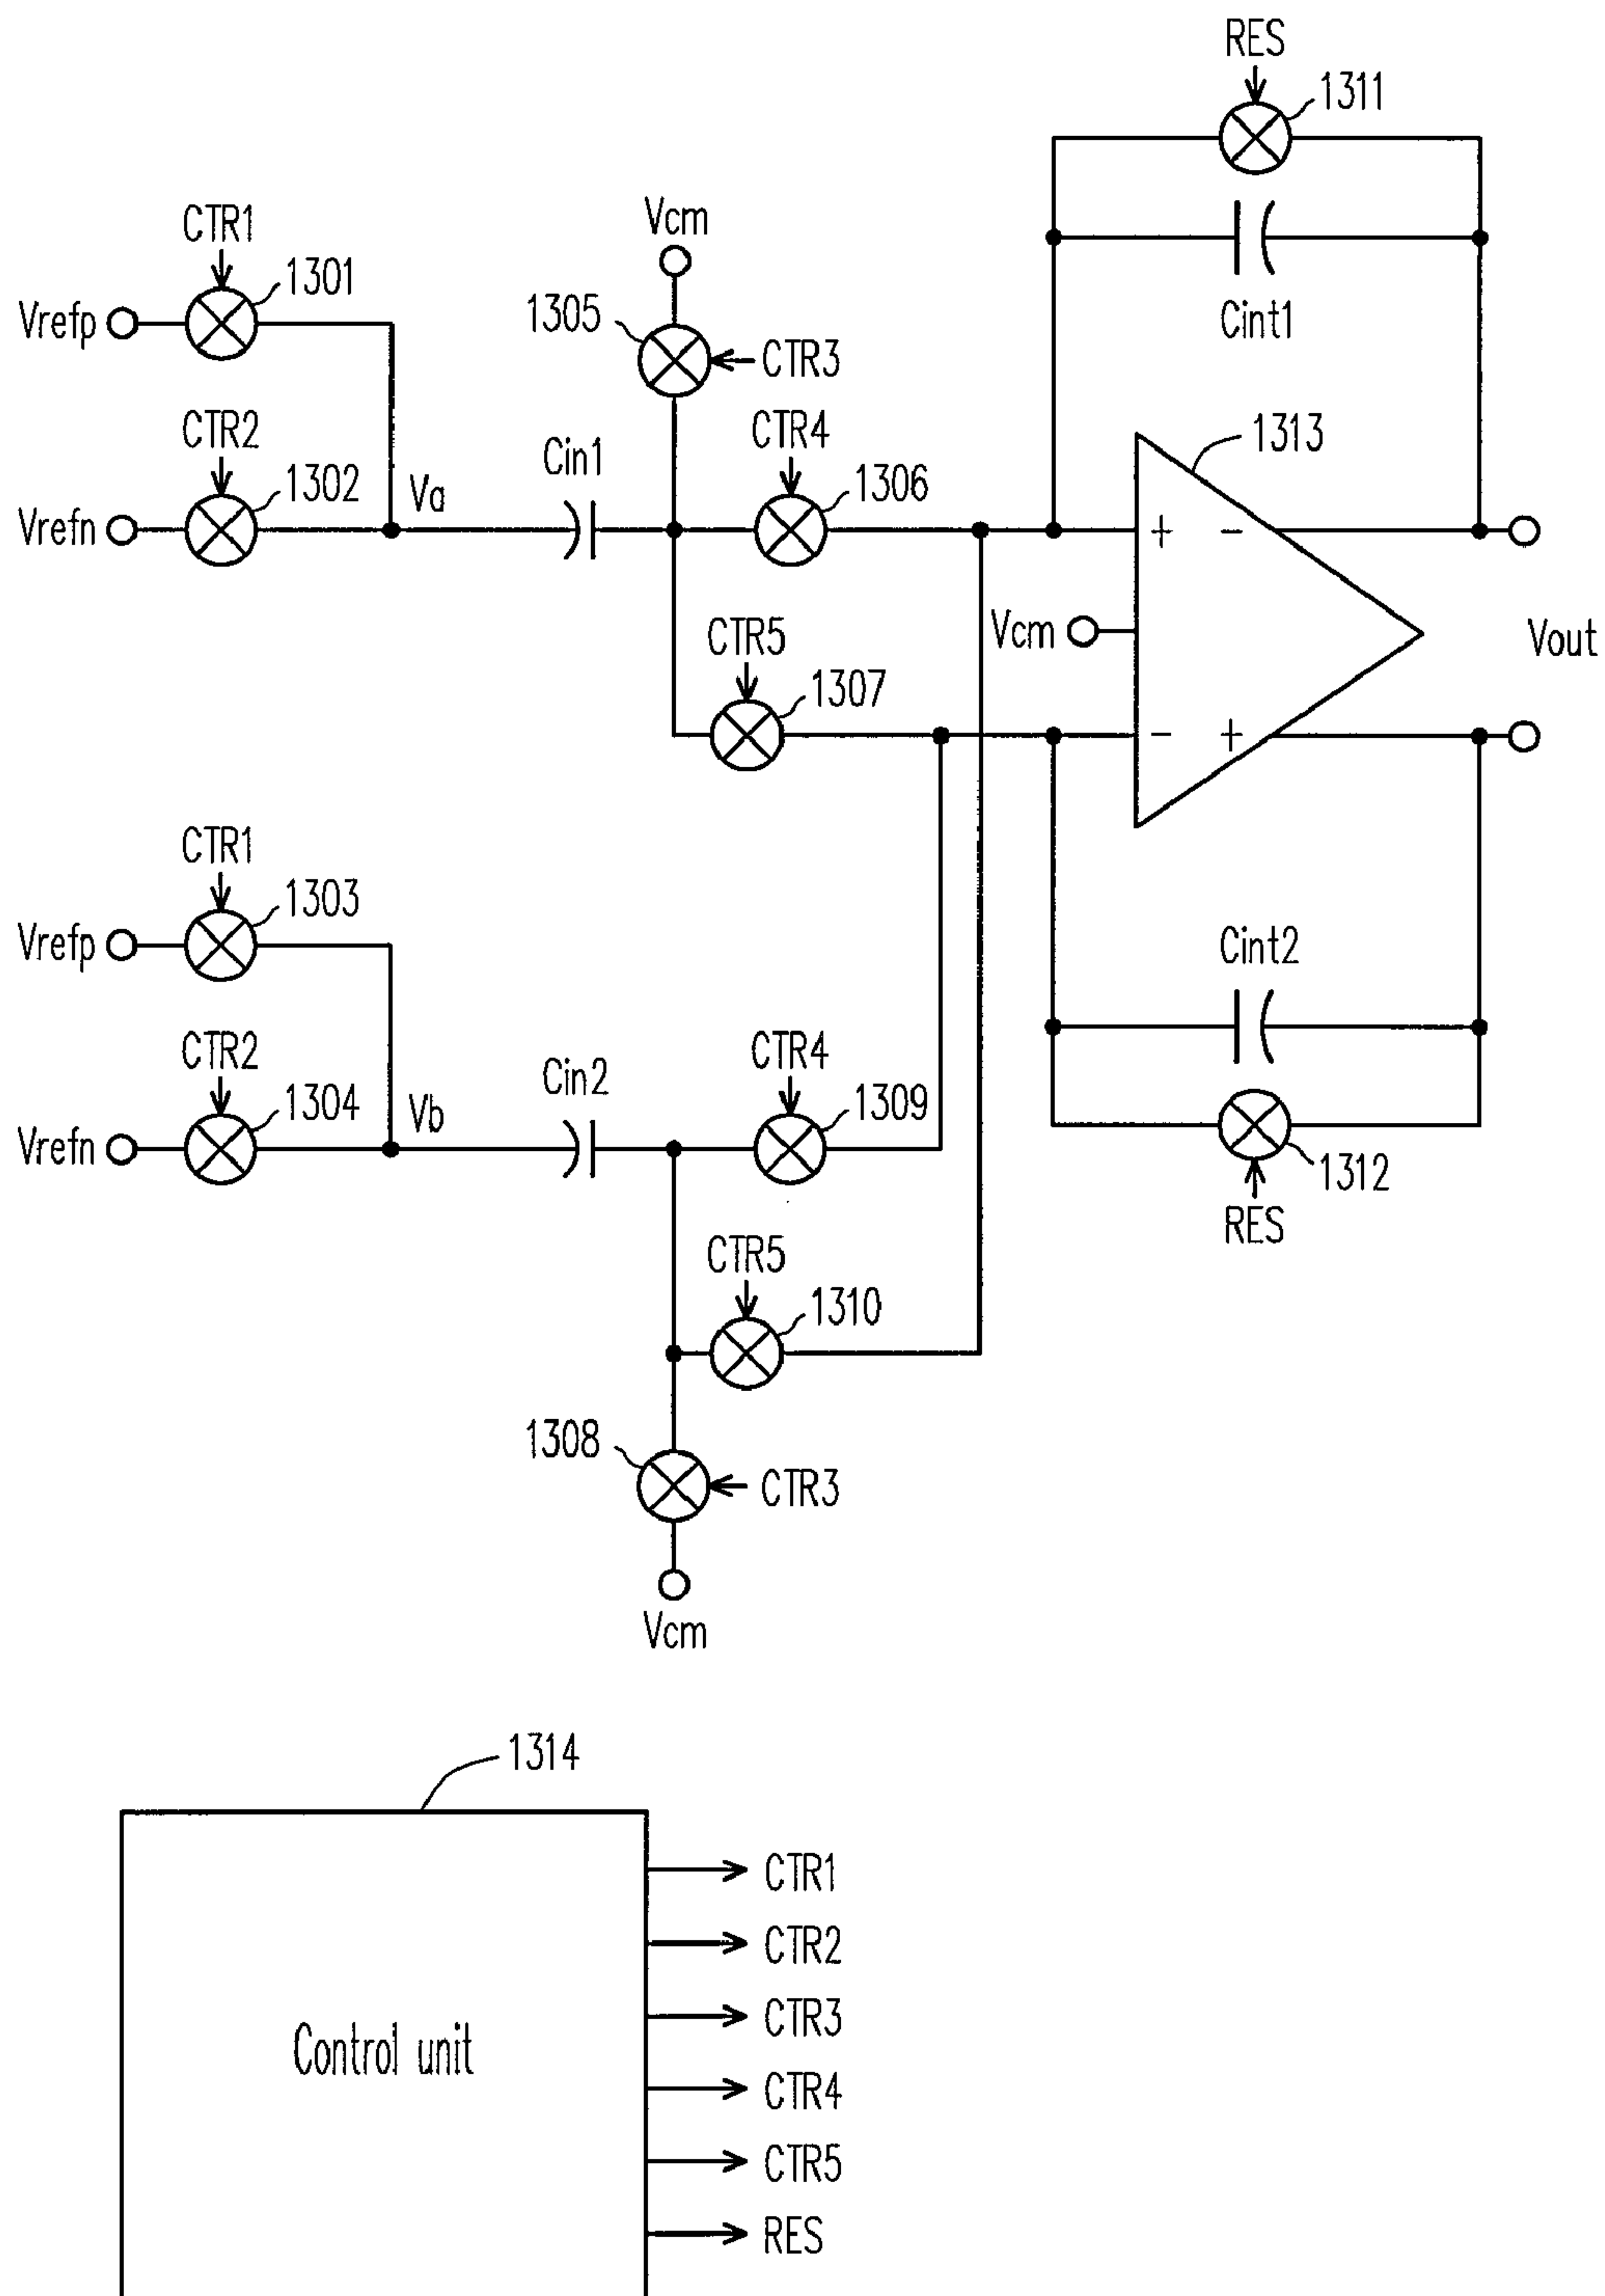 RES
1311
CTR1
1301
Vcm
Vrefp
1305
CTR3
Cint1
CTR2
1302
Va
Cin1
CTR4
1306
1313
Vrefn
+
−
Vcm
Vout
CTR5
1307
−
+
CTR1
1303
Vrefp
Cint2
CTR2
1304
Vb
Cin2
CTR4
1309
Vrefn
1312
RES
CTR5
1310
1308
CTR3
Vcm
1314
Control unit
CTR1
CTR2
CTR3
CTR4
CTR5
RES